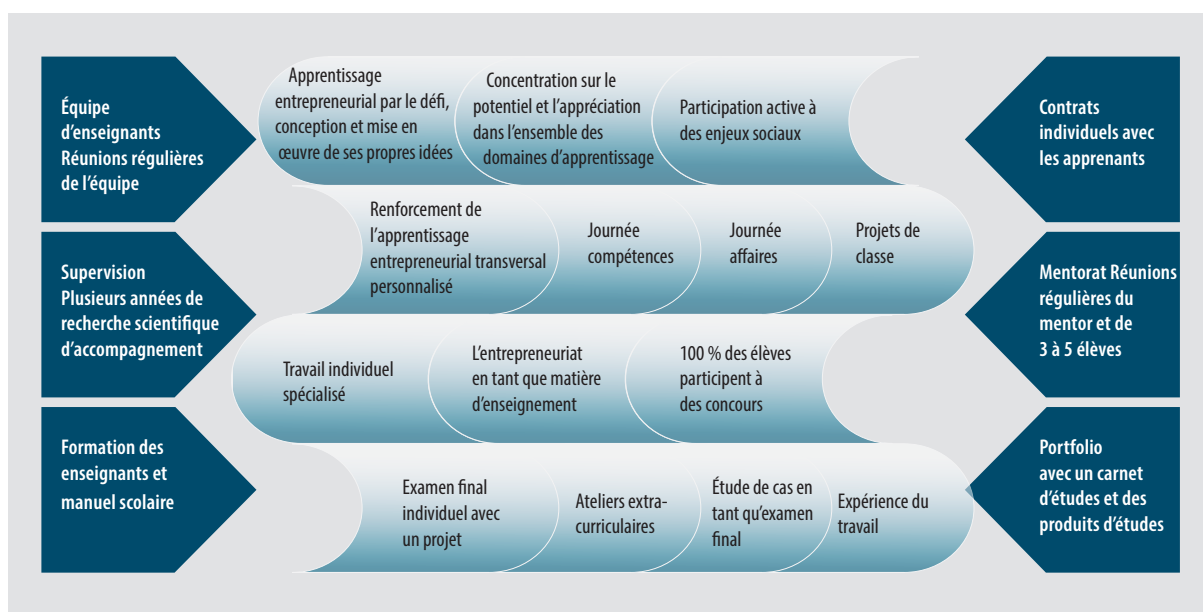 Équipe
d'enseignants
Réunions régulières
de l'équipe
Supervision
Plusieurs années de
recherche scientifique
d'accompagnement
Formation des
enseignants et
manuel scolaire
Apprentissage
entrepreneurial par le défi,
conception et mise en
œuvre de ses propres idées
Concentration sur le
potentiel et l'appréciation
dans l'ensemble des
domaines d'apprentissage
Participation active à
des enjeux sociaux
Renforcement de
l'apprentissage
entrepreneurial transversal
personnalisé
Journée
compétences
Journée
affaires
Projets de
classe
Travail individuel
spécialisé
L'entrepreneuriat
en tant que matière
d'enseignement
100 % des élèves
participent à
des concours
Examen final
individuel avec
un projet
Ateliers extra-
curriculaires
Étude de cas en
tant qu'examen
final
Expérience du
travail
Contrats
individuels avec
les apprenants
Mentorat Réunions
régulières du
mentor et de
3 à 5 élèves
Portfolio
avec un carnet
d'études et des
produits d'études